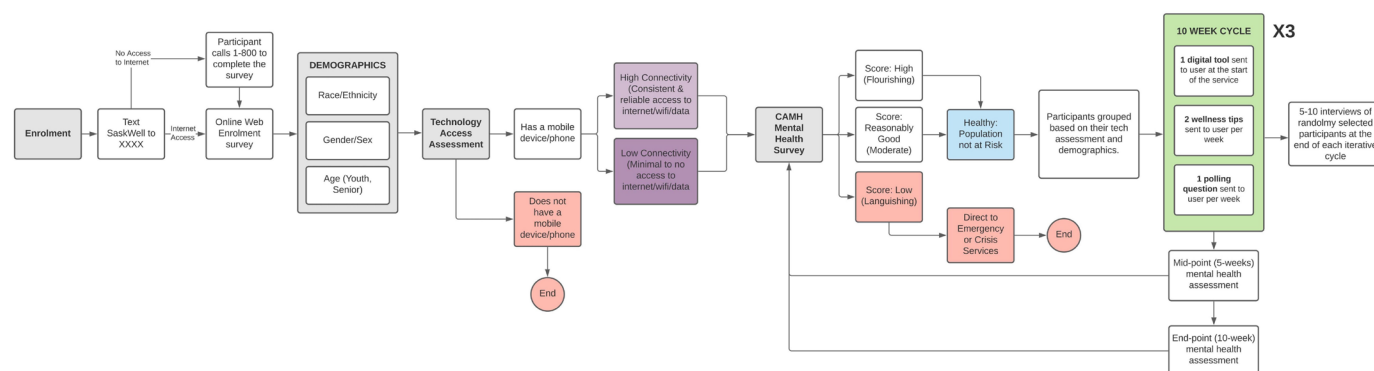 Enrolment
No Access
to Internet
Text
SaskWell to
XXXX
Internet
Access
Participant
calls 1-800 to
complete the
survey
Online Web
Enrolment
survey
DEMOGRAPHICS
Race/Ethnicity
Gender/Sex
Age (Youth,
Senior)
Technology
Access
Assessment
Has a mobile
device/phone
Does not
have a
mobile
device/phone
End
High Connectivity
(Consistent &
reliable access to
internet/wifi/data
Low Connectivity
(Minimal to no
access to
internet/wifi/data
CAMH
Mental
Health
Survey
Score: High
(Flourishing)
Score:
Reasonably
Good
(Moderate)
Score: Low
(Languishing)
Healthy:
Population
not at Risk
Direct to
Emergency
or Crisis
Services
End
Participants grouped
based on their tech
assessment and
demographics.
10 WEEK CYCLE
X3
1 digital tool sent
to user at the start
of the service
2 wellness tips
sent to user per
week
1 polling
question sent to
user per week
Mid-point (5-weeks)
mental health
assessment
End-point (10-week)
mental health
assessment
5-10 interviews of
randolmy selected
participants at the
end of each iterative
cycle